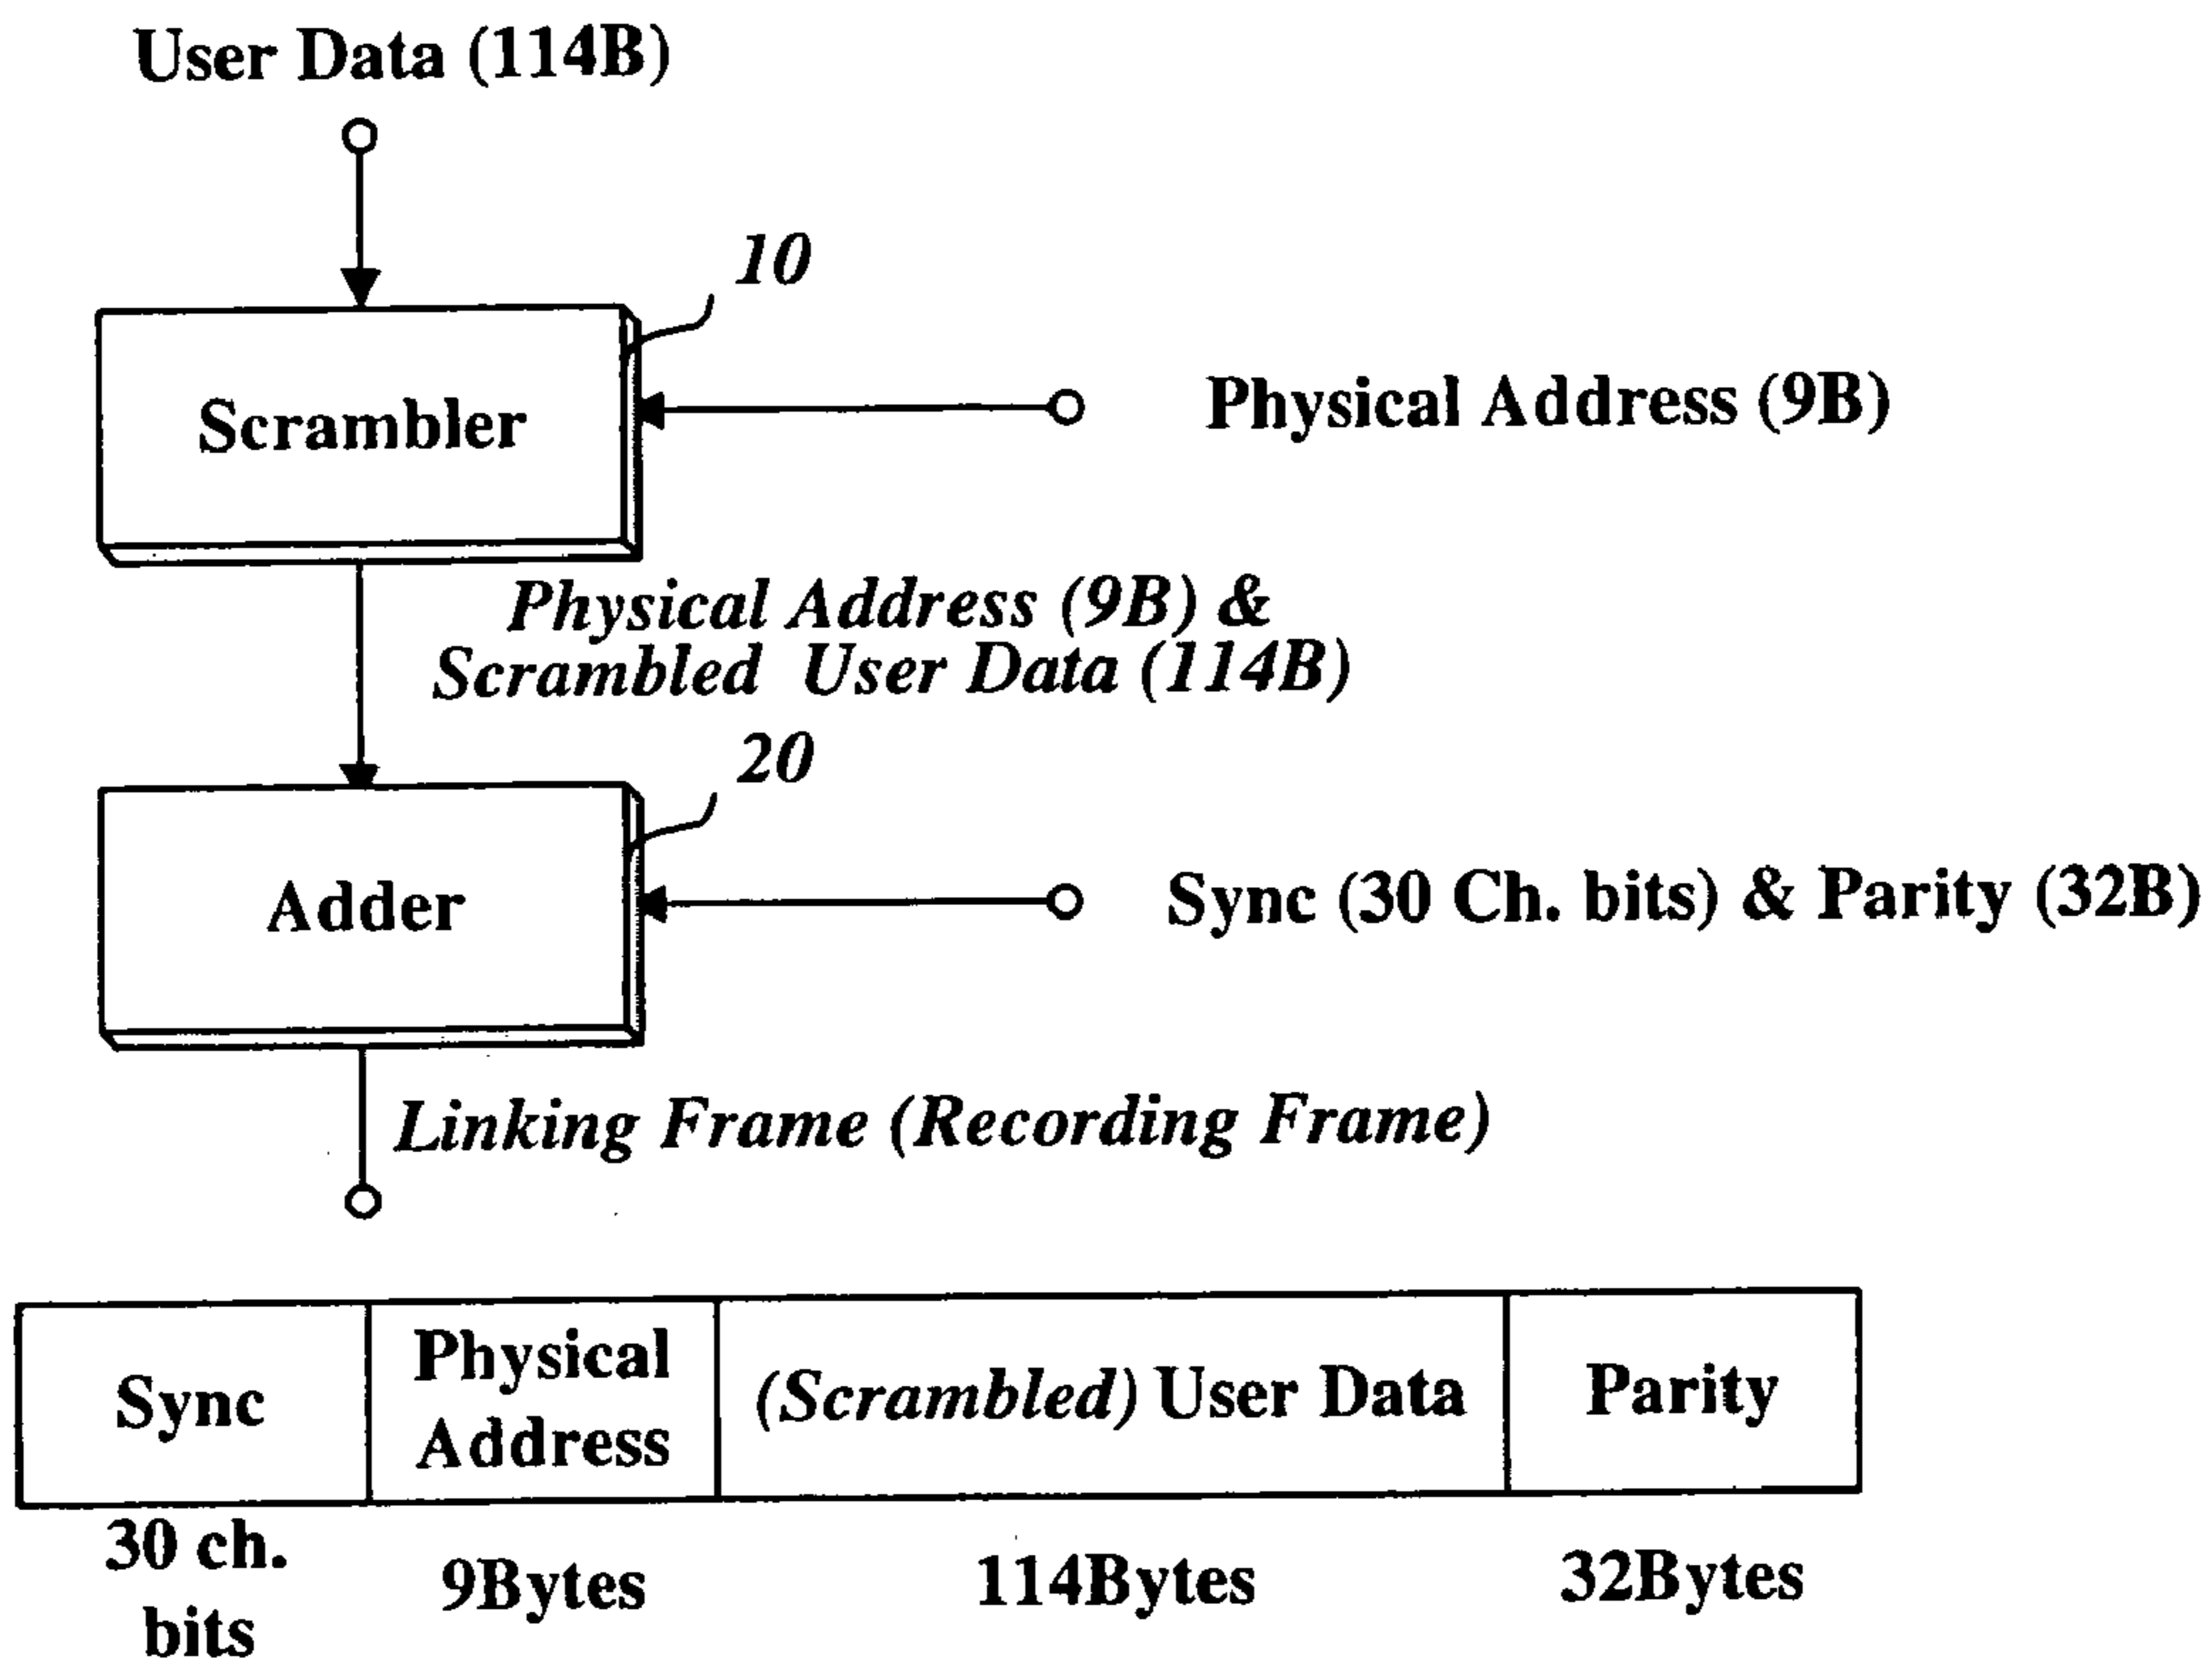 User Data (114B)
10
Scrambler
Physical Address (9B)
Physical Address (9B) &
Scrambled User Data (114B)
20
Adder
Sync (30 Ch. bits) & Parity (32B)
Linking Frame (Recording Frame)
Sync
Physical
Address
(Scrambled) User Data
Parity
30 ch.
bits
9Bytes
114Bytes
32Bytes